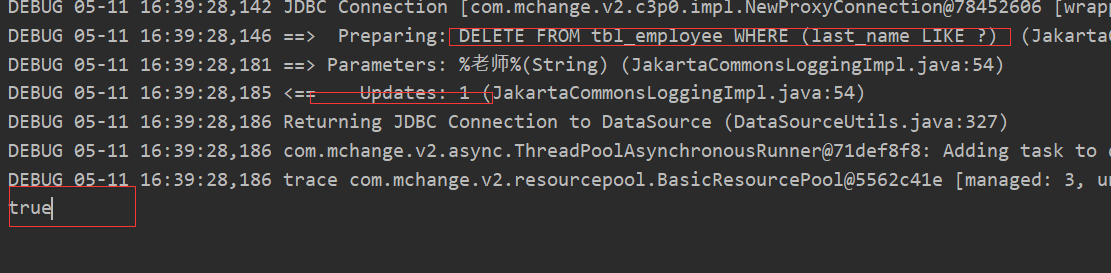 DEBUG 05-11 16:39:28,142 JDBC Connection [com.mchange.v2.c3p0.impl.NewProxyConnection@78452606 [wrap
DEBUG 05-11 16:39:28,146 ==>  Preparing: DELETE FROM tbl_employee WHERE (last_name LIKE ?) (JakartaC
DEBUG 05-11 16:39:28,181 ==> Parameters: %老师%(String) (JakartaCommonsLoggingImpl.java:54)
DEBUG 05-11 16:39:28,185 <==    Updates: 1 (JakartaCommonsLoggingImpl.java:54)
DEBUG 05-11 16:39:28,186 Returning JDBC Connection to DataSource (DataSourceUtils.java:327)
DEBUG 05-11 16:39:28,186 com.mchange.v2.async.ThreadPoolAsynchronousRunner@71def8f8: Adding task to
DEBUG 05-11 16:39:28,186 trace com.mchange.v2.resourcepool.BasicResourcePool@5562c41e [managed: 3, u
true